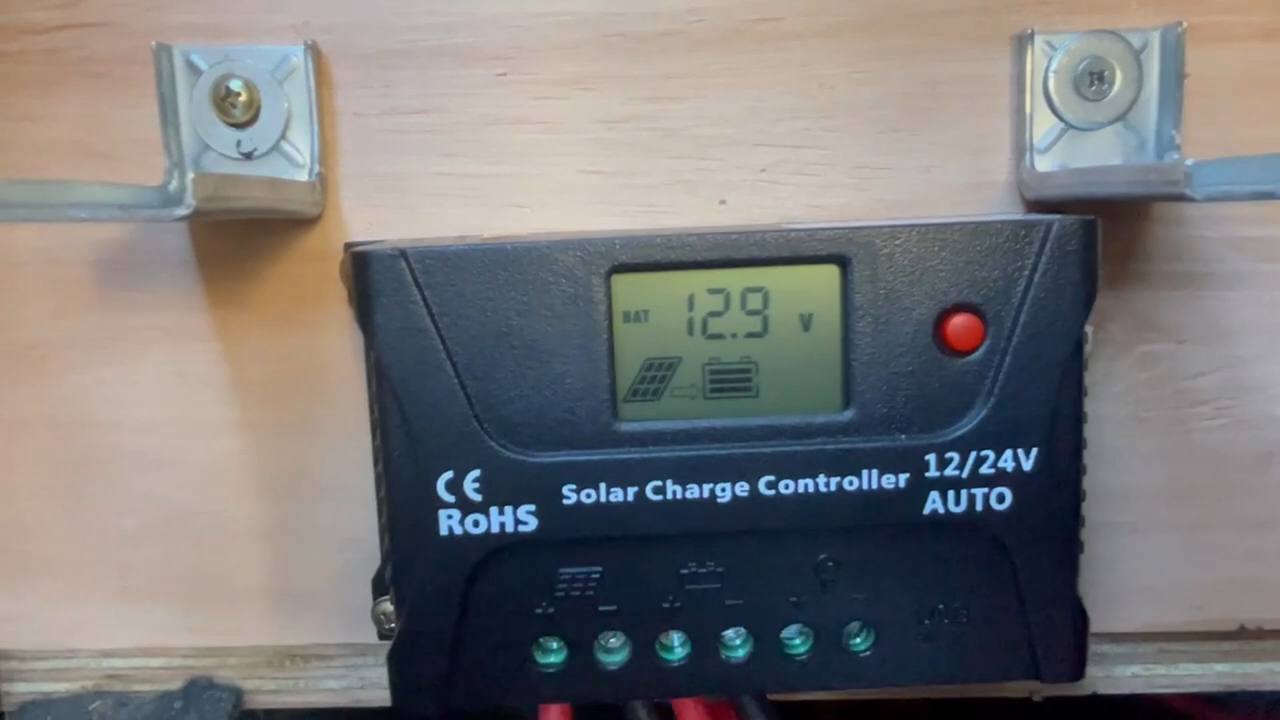 BAT 12.9 V
CE
RoHS
Solar Charge Controller
12/24V
AUTO